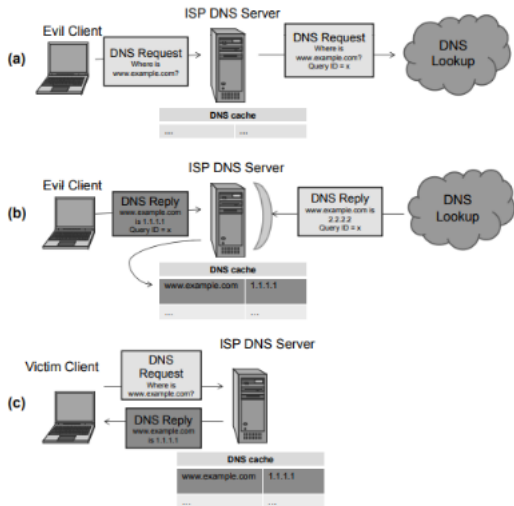 ISP DNS Server
Evil Client
(a)
DNS Request
Where is
www.example.com?
DNS Request
Where is
www.example.com?
Query ID = x
DNS
Lookup
DNS cache
.... ....
ISP DNS Server
Evil Client
(b)
DNS Reply
www.example.com
is 1.1.1.1
Query ID = x
DNS Reply
www.example.com is
2.2.2.2
Query ID = x
DNS
Lookup
DNS cache
www.example.com 1.1.1.1
.... ....
ISP DNS Server
Victim Client
(c)
DNS
Request
Where is
www.example.com?
DNS Reply
www.example.com
is 1.1.1.1
DNS cache
www.example.com 1.1.1.1
.... ....